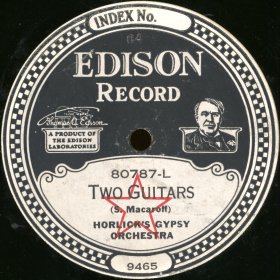 INDEX No.
EDISON
RECORD
Thomas A. Edison
A PRODUCT OF
THE EDISON
LABORATORIES
80787-L
TWO GUITARS
(S. Macaroff)
HORLICK'S GYPSY
ORCHESTRA
9465